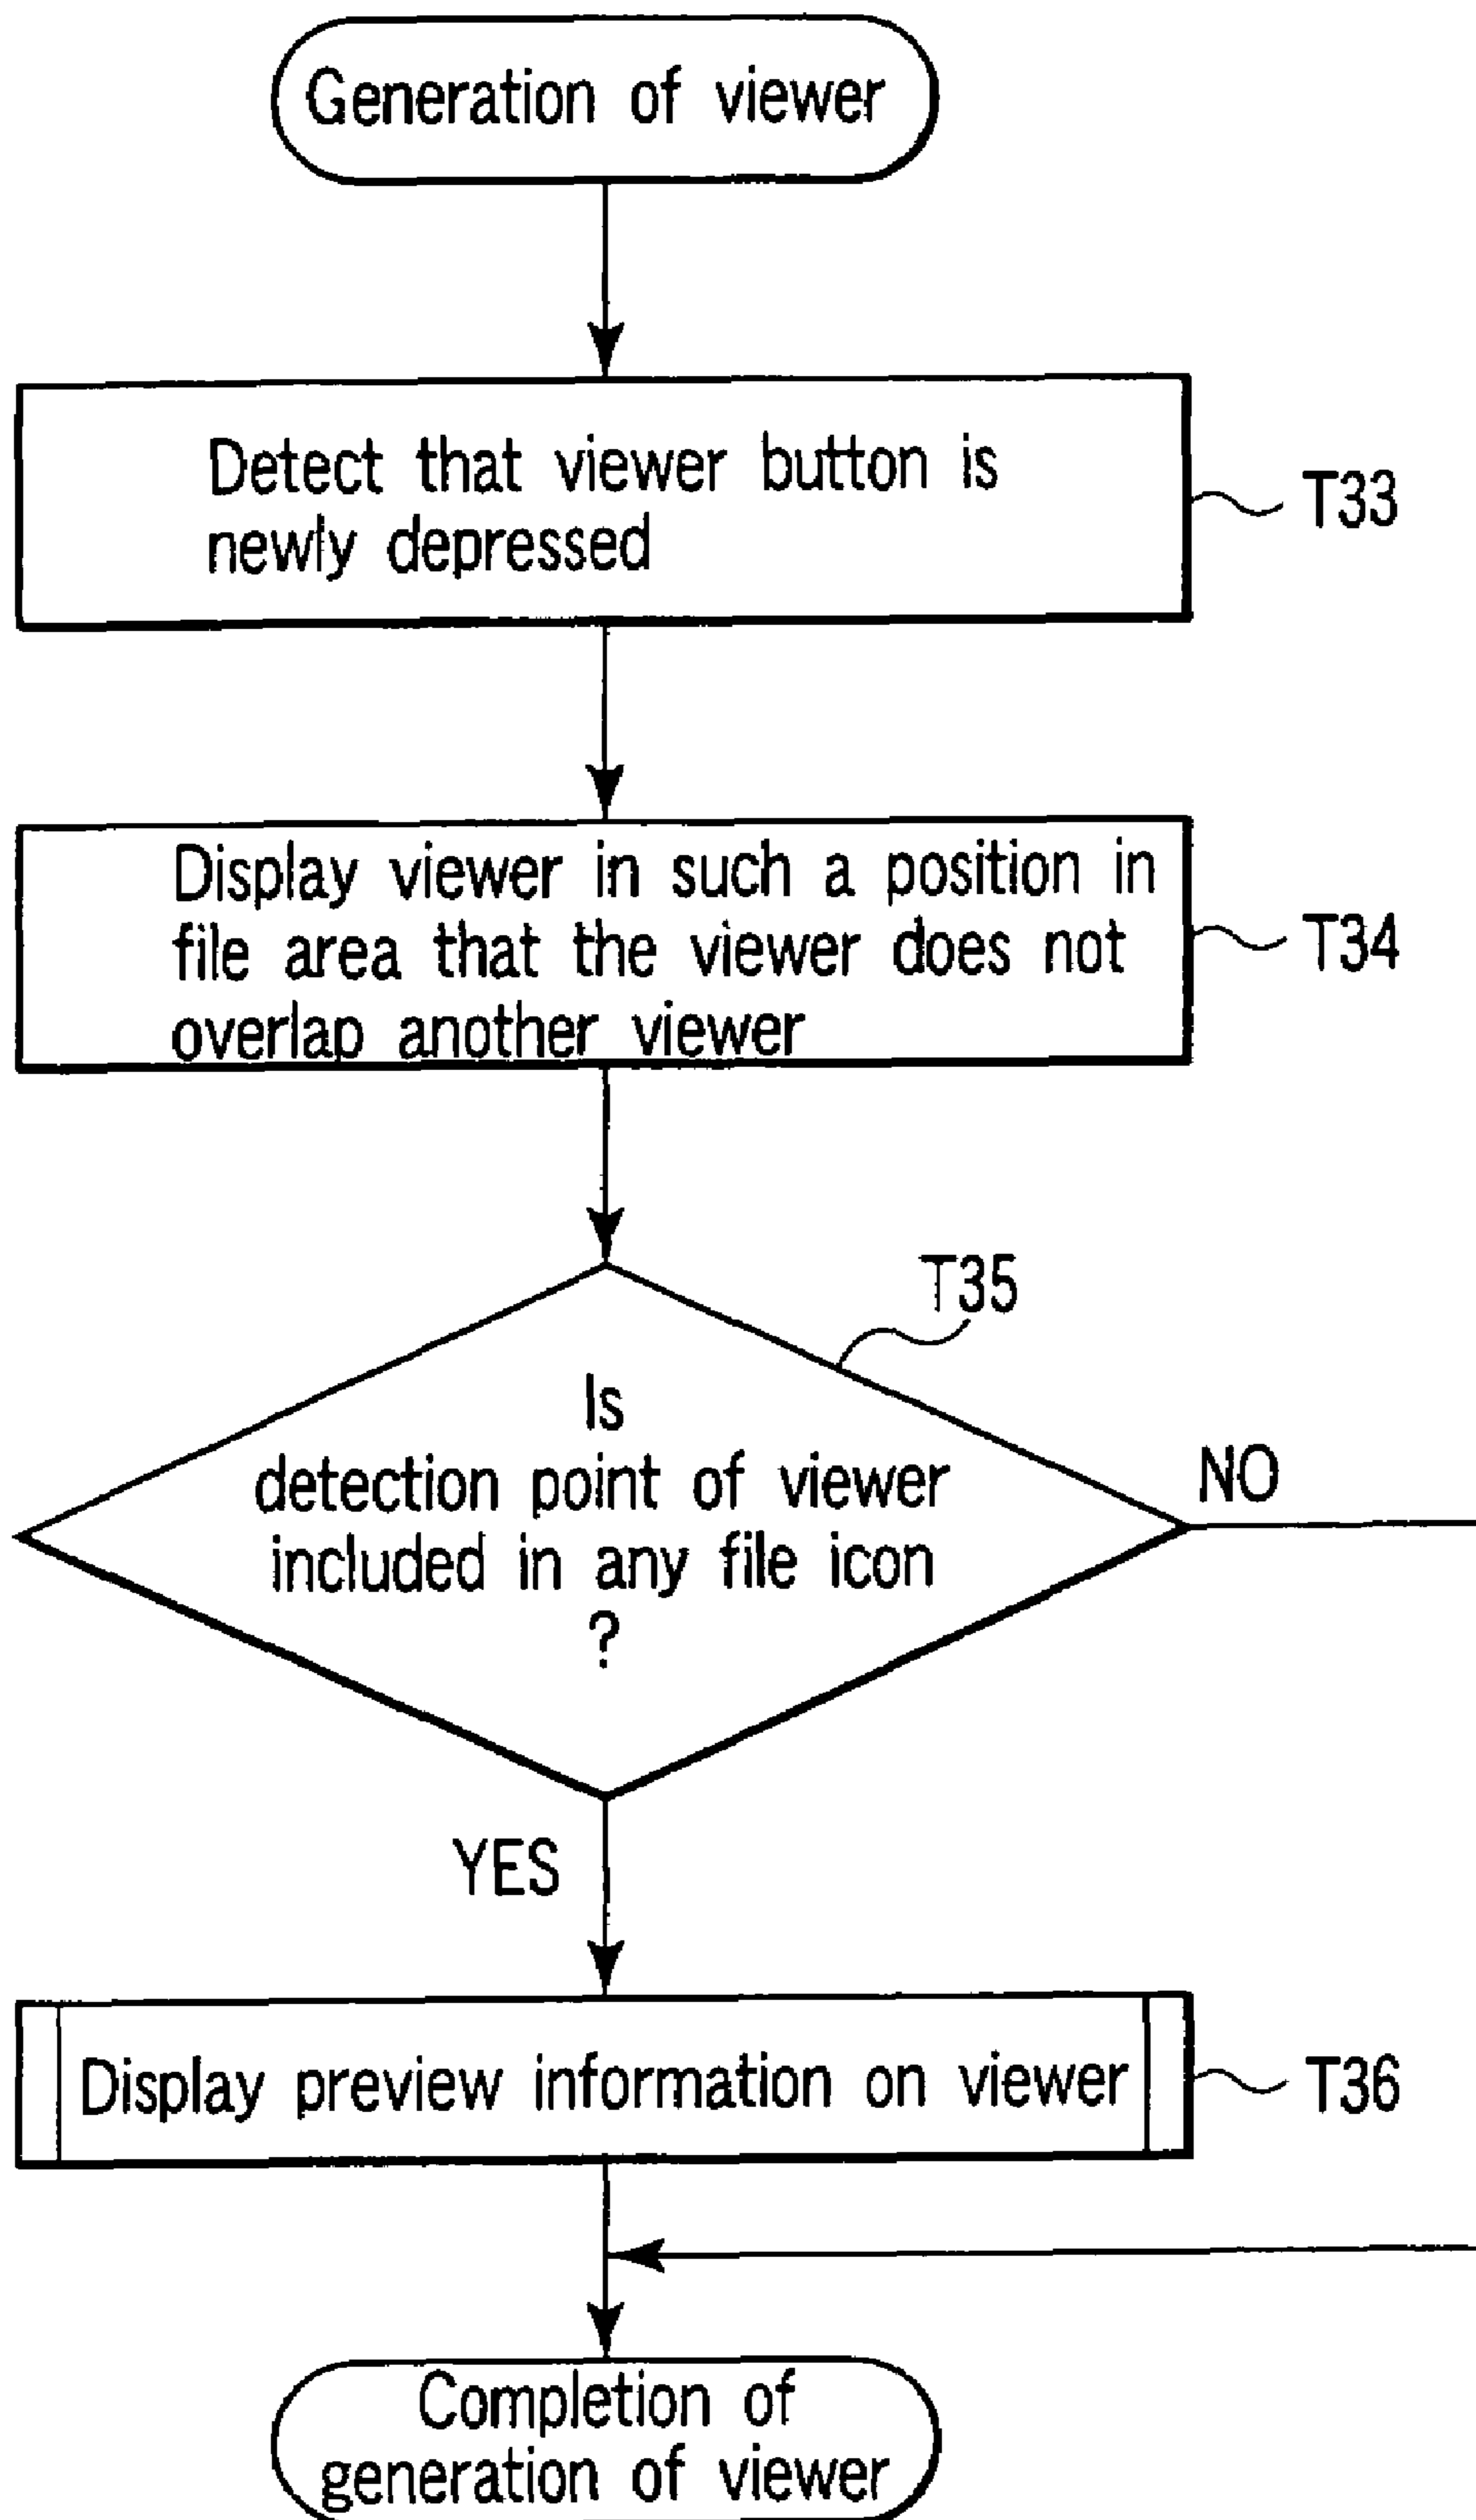 Generation of viewer
Detect that viewer button is
newly depressed
T33
Display viewer in such a position in
file area that the viewer does not
overlap another viewer
T34
T35
Is
detection point of viewer
included in any file icon
?
NO
YES
Display preview information on viewer
T36
Completion of
generation of viewer